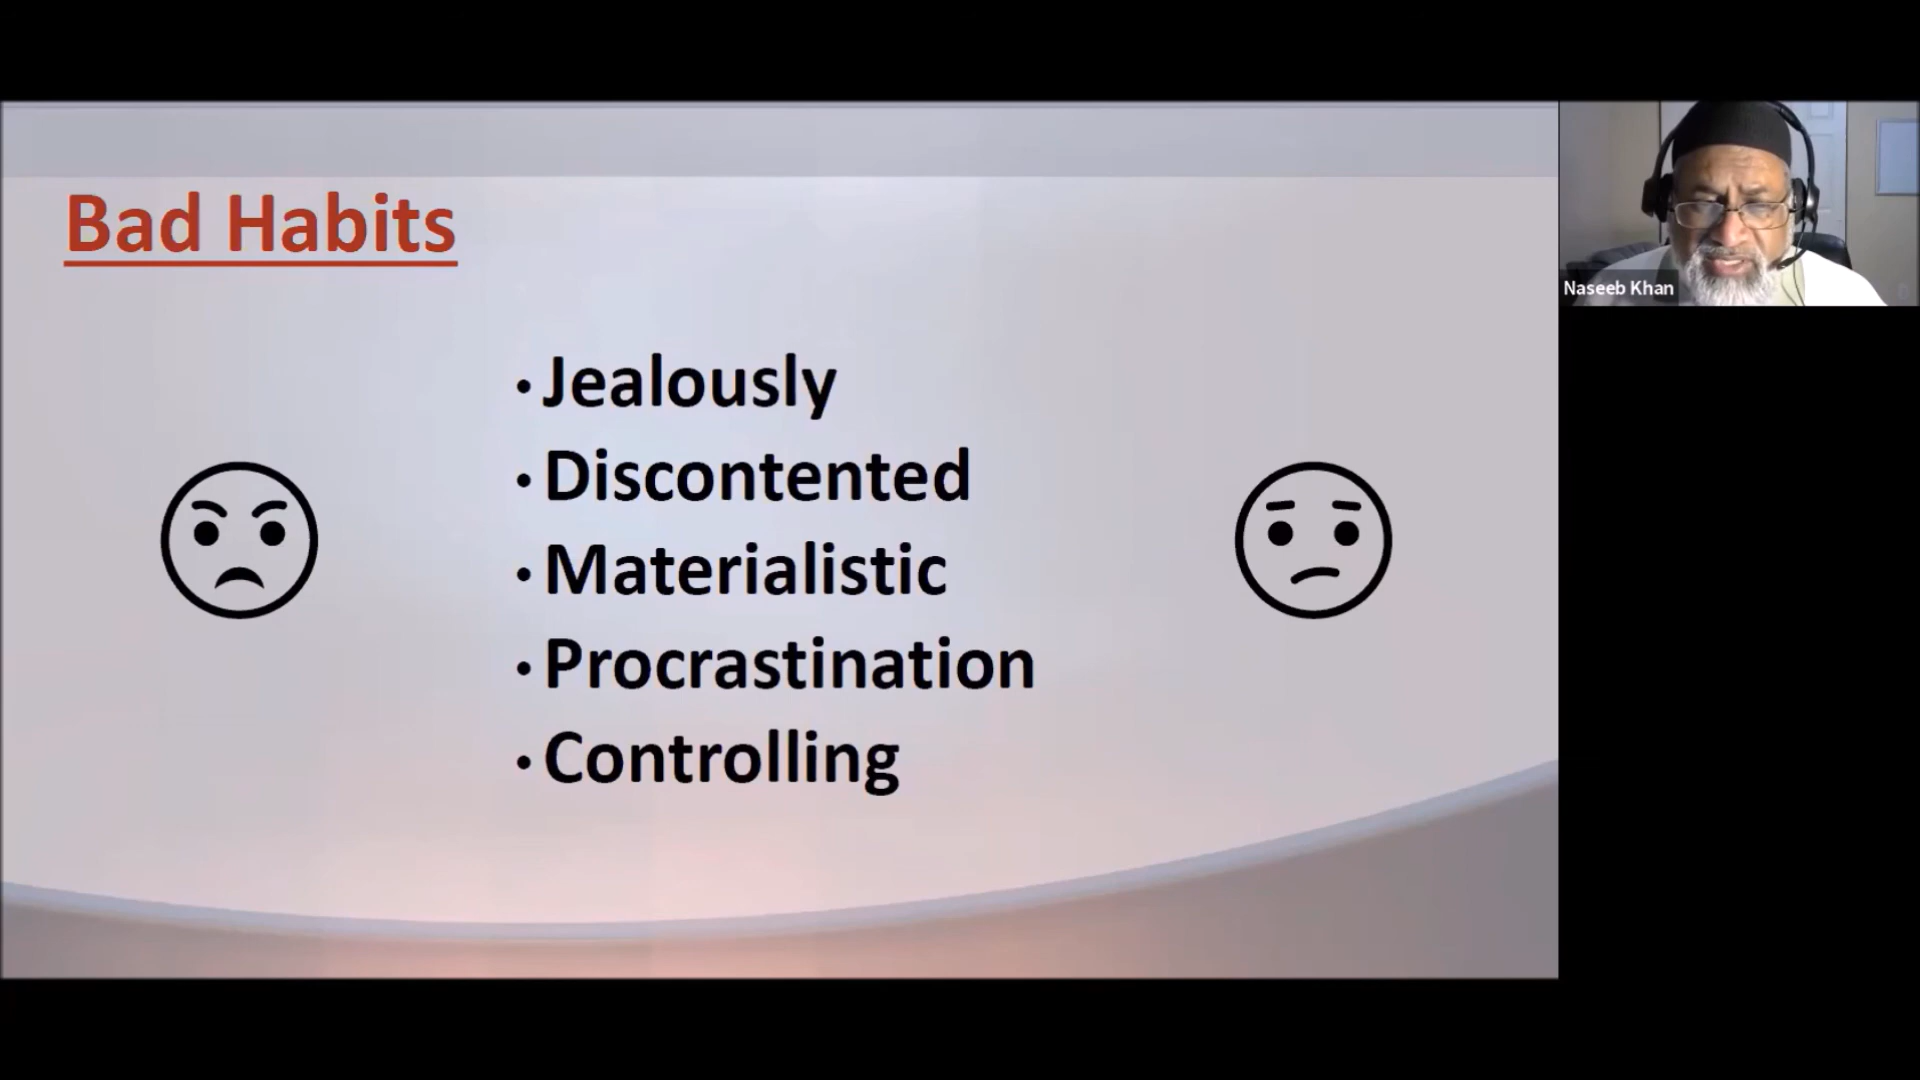 Bad Habits
• Jealously
• Discontented
• Materialistic
• Procrastination
• Controlling
Naseeb Khan